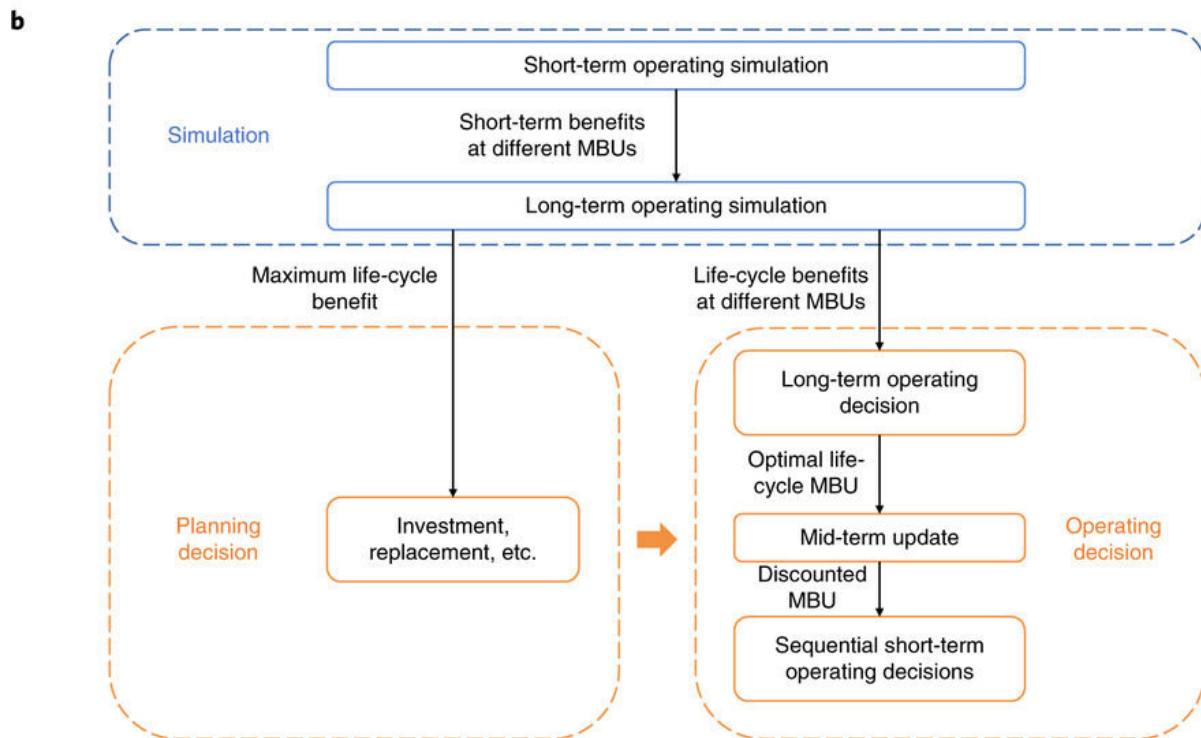 b
Short-term operating simulation
Simulation
Short-term benefits
at different MBUs
Long-term operating simulation
Maximum life-cycle
benefit
Life-cycle benefits
at different MBUs
Planning
decision
Investment,
replacement, etc.
Long-term operating
decision
Optimal life-
cycle MBU
Mid-term update
Operating
decision
Discounted
MBU
Sequential short-term
operating decisions